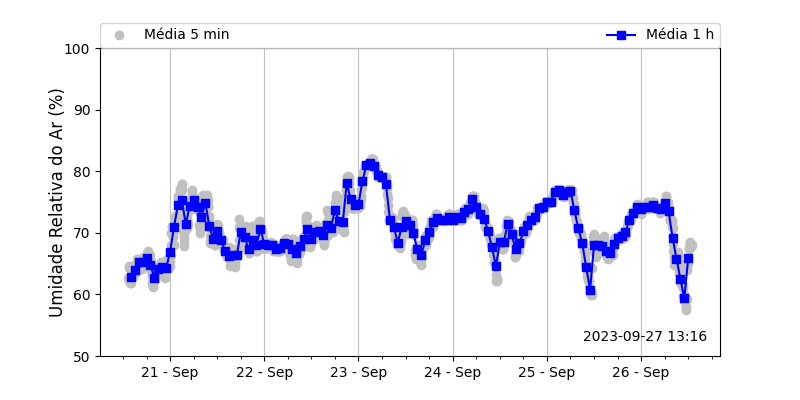 Média 5 min
Média 1 h
100
90
80
70
60
50
Umidade Relativa do Ar (%)
2023-09-27 13:16
21 - Sep
22 - Sep
23 - Sep
24 - Sep
25 - Sep
26 - Sep